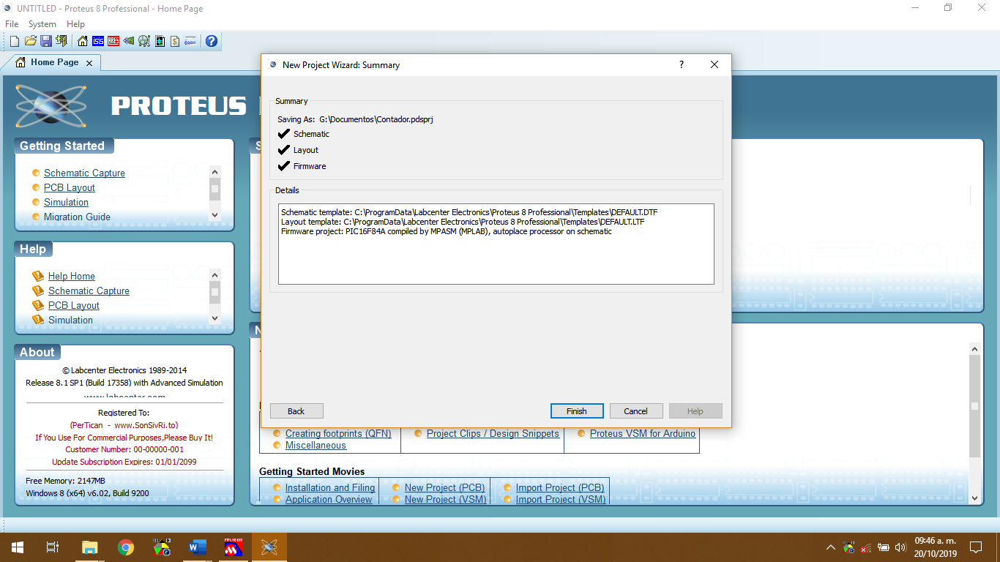 UNTITLED - Proteus 8 Professional - Home Page
File System Help
ISIS ARES
Home Page
New Project Wizard: Summary
PROTEUS
Summary
Saving As: G:\Documentos\Contador.pdsprj
Schematic
Layout
Firmware
Details
Schematic template: C:\ProgramData\Labcenter Electronics\Proteus 8 Professional\Templates\DEFAULT.DTF
Layout template: C:\ProgramData\Labcenter Electronics\Proteus 8 Professional\Templates\DEFAULT.LTF
Firmware project: PIC16F84A compiled by MPASM (MPLAB), autoplace processor on schematic
Back Finish Cancel Help
Getting Started
Schematic Capture
PCB Layout
Simulation
Migration Guide
Help
Help Home
Schematic Capture
PCB Layout
Simulation
About
© Labcenter Electronics 1989-2014
Release 8.1 SP1 (Build 17358) with Advanced Simulation
www.labcenter.com
Registered To:
(PerTican - www.SonSivRi.to)
If You Use For Commercial Purposes,Please Buy It!
Customer Number: 00-00000-001
Update Subscription Expires: 01/01/2099
Free Memory: 2147MB
Windows 8 (x64) v6.02, Build 9200
Creating footprints (QFN) Project Clips / Design Snippets Proteus VSM for Arduino
Miscellaneous
Getting Started Movies
Installation and Filing New Project (PCB) Import Project (PCB)
Application Overview New Project (VSM) Import Project (VSM)
09:46 a. m.
20/10/2019